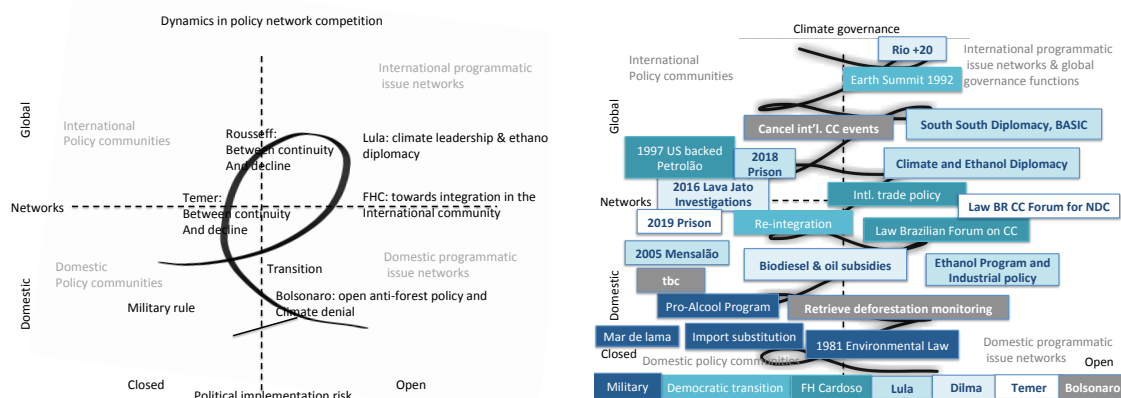 Dynamics in policy network competition
International programmatic
issue networks
Global
International
Policy communities
Rousseff:
Between continuity
And decline
Lula: climate leadership & ethano
diplomacy
Temer:
Between continuity
And decline
FHC: towards integration in the
International community
Networks
Domestic
Policy communities
Transition
Domestic programmatic
issue networks
Domestic
Military rule
Bolsonaro: open anti-forest policy and
Climate denial
Closed
Open
Political implementation risk
Climate governance
International
Policy communities
Rio +20
International programmatic
issue networks & global
governance functions
Earth Summit 1992
Global
Cancel int'l. CC events
South South Diplomacy, BASIC
1997 US backed
Petrolão
2018
Prison
Climate and Ethanol Diplomacy
2016 Lava Jato
Investigations
Intl. trade policy
Networks
Law BR CC Forum for NDC
2019 Prison
Re-integration
Law Brazilian Forum on CC
2005 Mensalão
Biodiesel & oil subsidies
Ethanol Program and
Industrial policy
tbc
Domestic
Pro-Alcool Program
Retrieve deforestation monitoring
Mar de lama
Import substitution
1981 Environmental Law
Closed
Domestic policy communities
Domestic programmatic
issue networks
Open
Military
Democratic transition
FH Cardoso
Lula
Dilma
Temer
Bolsonaro